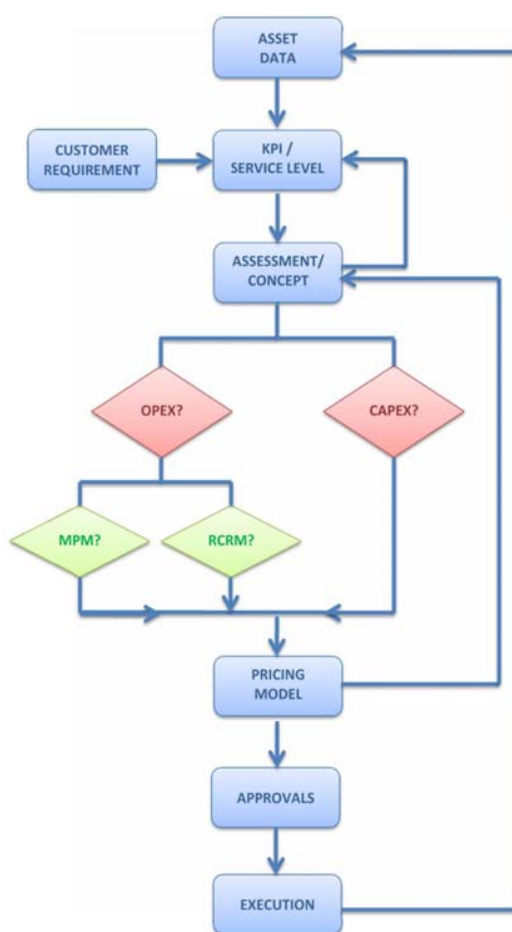 ASSET
DATA
CUSTOMER
REQUIREMENT
KPI /
SERVICE LEVEL
ASSESSMENT/
CONCEPT
OPEX?
CAPEX?
MPM?
RCRM?
PRICING
MODEL
APPROVALS
EXECUTION